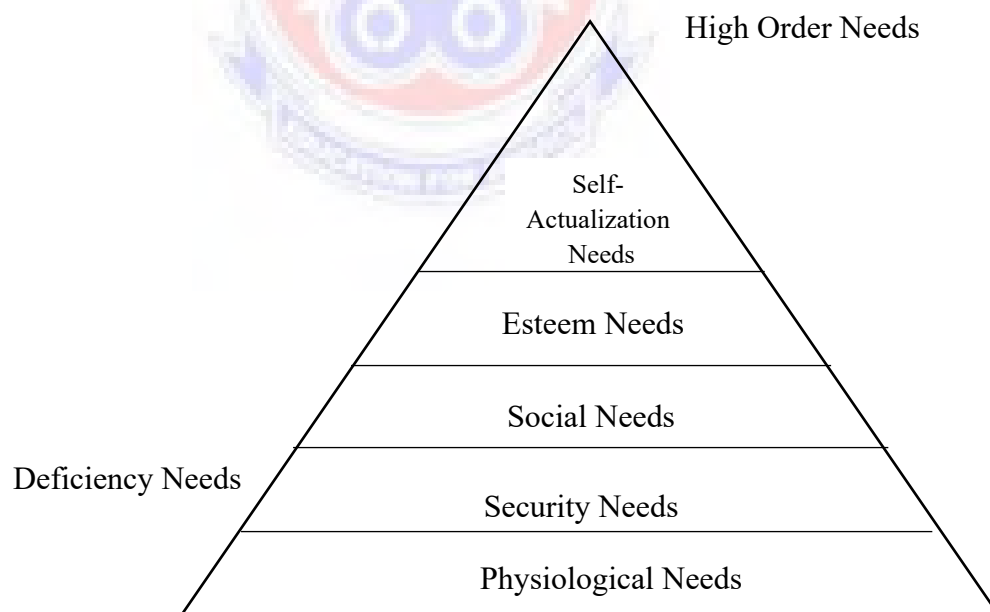 High Order Needs
Self-
Actualization
Needs
Esteem Needs
Social Needs
Deficiency Needs
Security Needs
Physiological Needs